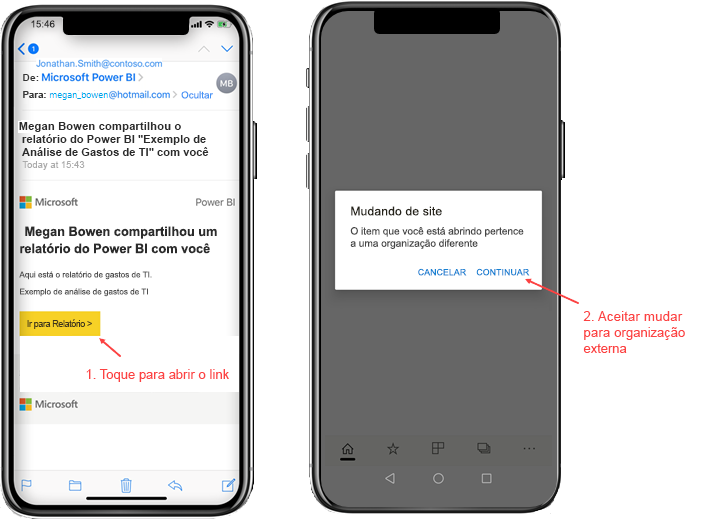 15:46
1
Jonathan.Smith@contoso.com
De: Microsoft Power BI
MB
Para: megan_bowen@hotmail.com Ocultar
Megan Bowen compartilhou o
relatório do Power BI "Exemplo de
Análise de Gastos de TI" com você
Today at 15:43
Microsoft Power BI
Megan Bowen compartilhou um
relatório do Power BI com você
Aqui está o relatório de gastos de TI.
Exemplo de análise de gastos de TI
Ir para Relatório >
1. Toque para abrir o link
Microsoft
Mudando de site
O item que você está abrindo pertence
a uma organização diferente
CANCELAR CONTINUAR
2. Aceitar mudar
para organização
externa